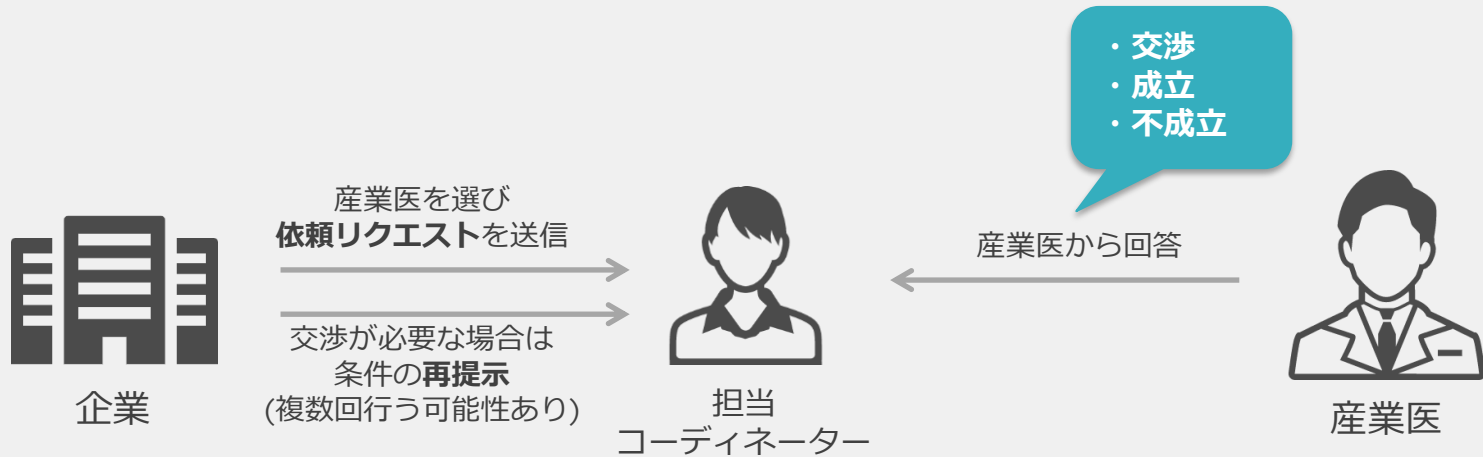 ・交渉
・成立
・不成立
産業医を選び
依頼リクエストを送信
産業医から回答
交渉が必要な場合は
条件の再提示
(複数回行う可能性あり)
企業
担当
コーディネーター
産業医